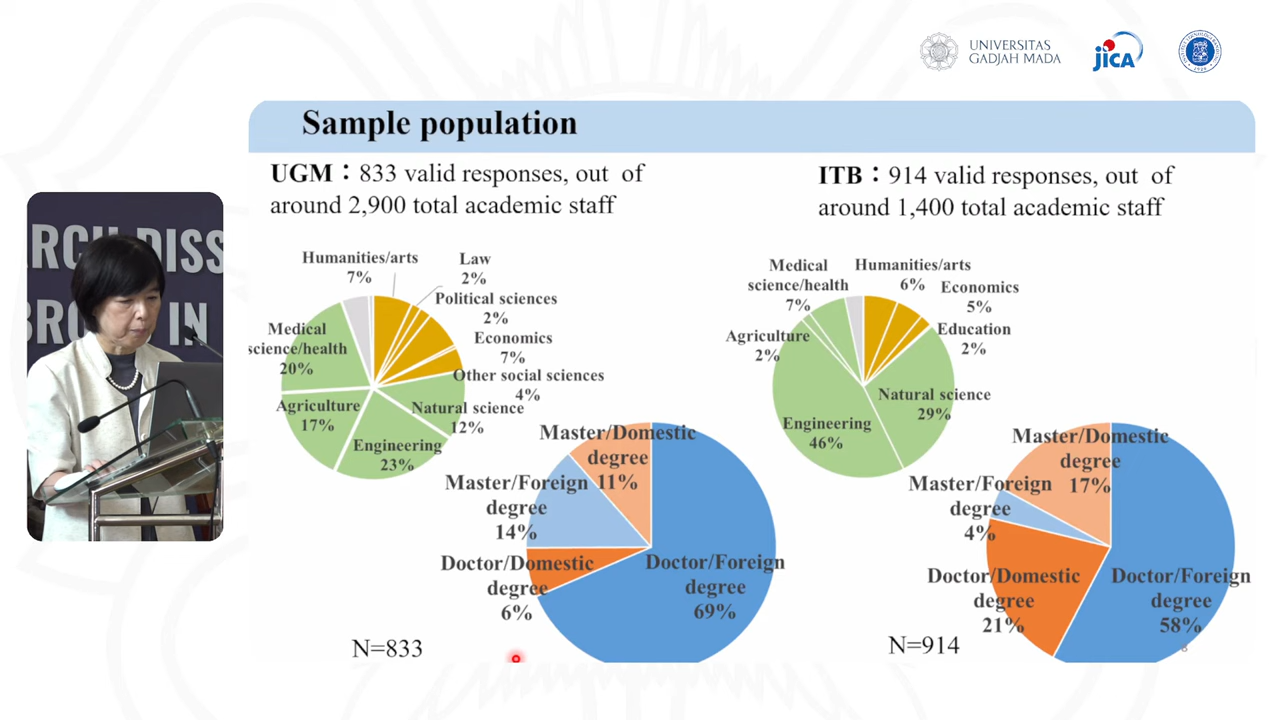 UNIVERSITAS
GADJAH MADA
JICA
Sample population
UGM：833 valid responses, out of
around 2,900 total academic staff
ITB：914 valid responses, out of
around 1,400 total academic staff
Humanities/arts
7%
Law
2%
Political sciences
2%
Economics
7%
Other social sciences
4%
Natural science
12%
Engineering
23%
Agriculture
17%
Medical
science/health
20%
Medical
science/health
7%
Humanities/arts
6%
Economics
5%
Education
2%
Natural science
29%
Engineering
46%
Agriculture
2%
Master/Domestic
degree
11%
Master/Foreign
degree
14%
Doctor/Domestic
degree
6%
Doctor/Foreign
degree
69%
N=833
Master/Domestic
degree
17%
Master/Foreign
degree
4%
Doctor/Domestic
degree
21%
Doctor/Foreign
degree
58%
N=914
RCH DISS
IN